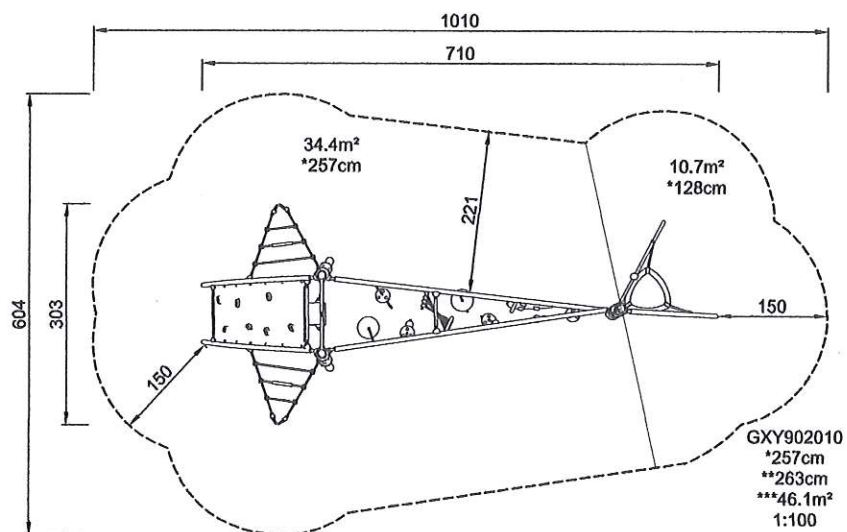 1010
710
34.4m²
*257cm
10.7m²
*128cm
221
604
303
150
150
GXY902010
*257cm
**263cm
***46.1m²
1:100